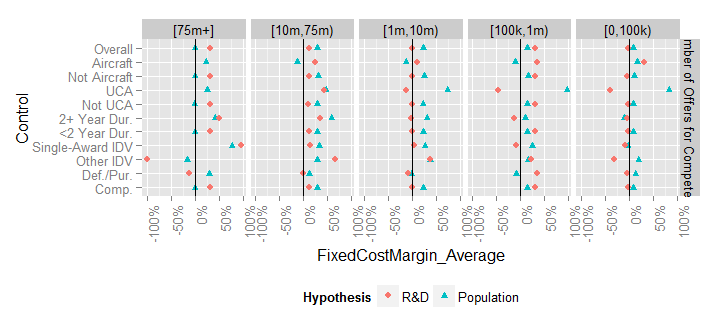 [75m+] [10m,75m) [1m,10m) [100k,1m) [0,100k)
Overall
Aircraft
Not Aircraft
UCA
Not UCA
2+ Year Dur.
<2 Year Dur.
Single-Award IDV
Other IDV
Def./Pur.
Comp.
Control
mber of Offers for Compete
-100% -50% 0% 50% 100% -100% -50% 0% 50% 100% -100% -50% 0% 50% 100% -100% -50% 0% 50% 100% -100% -50% 0% 50% 100%
FixedCostMargin_Average
Hypothesis R&D Population